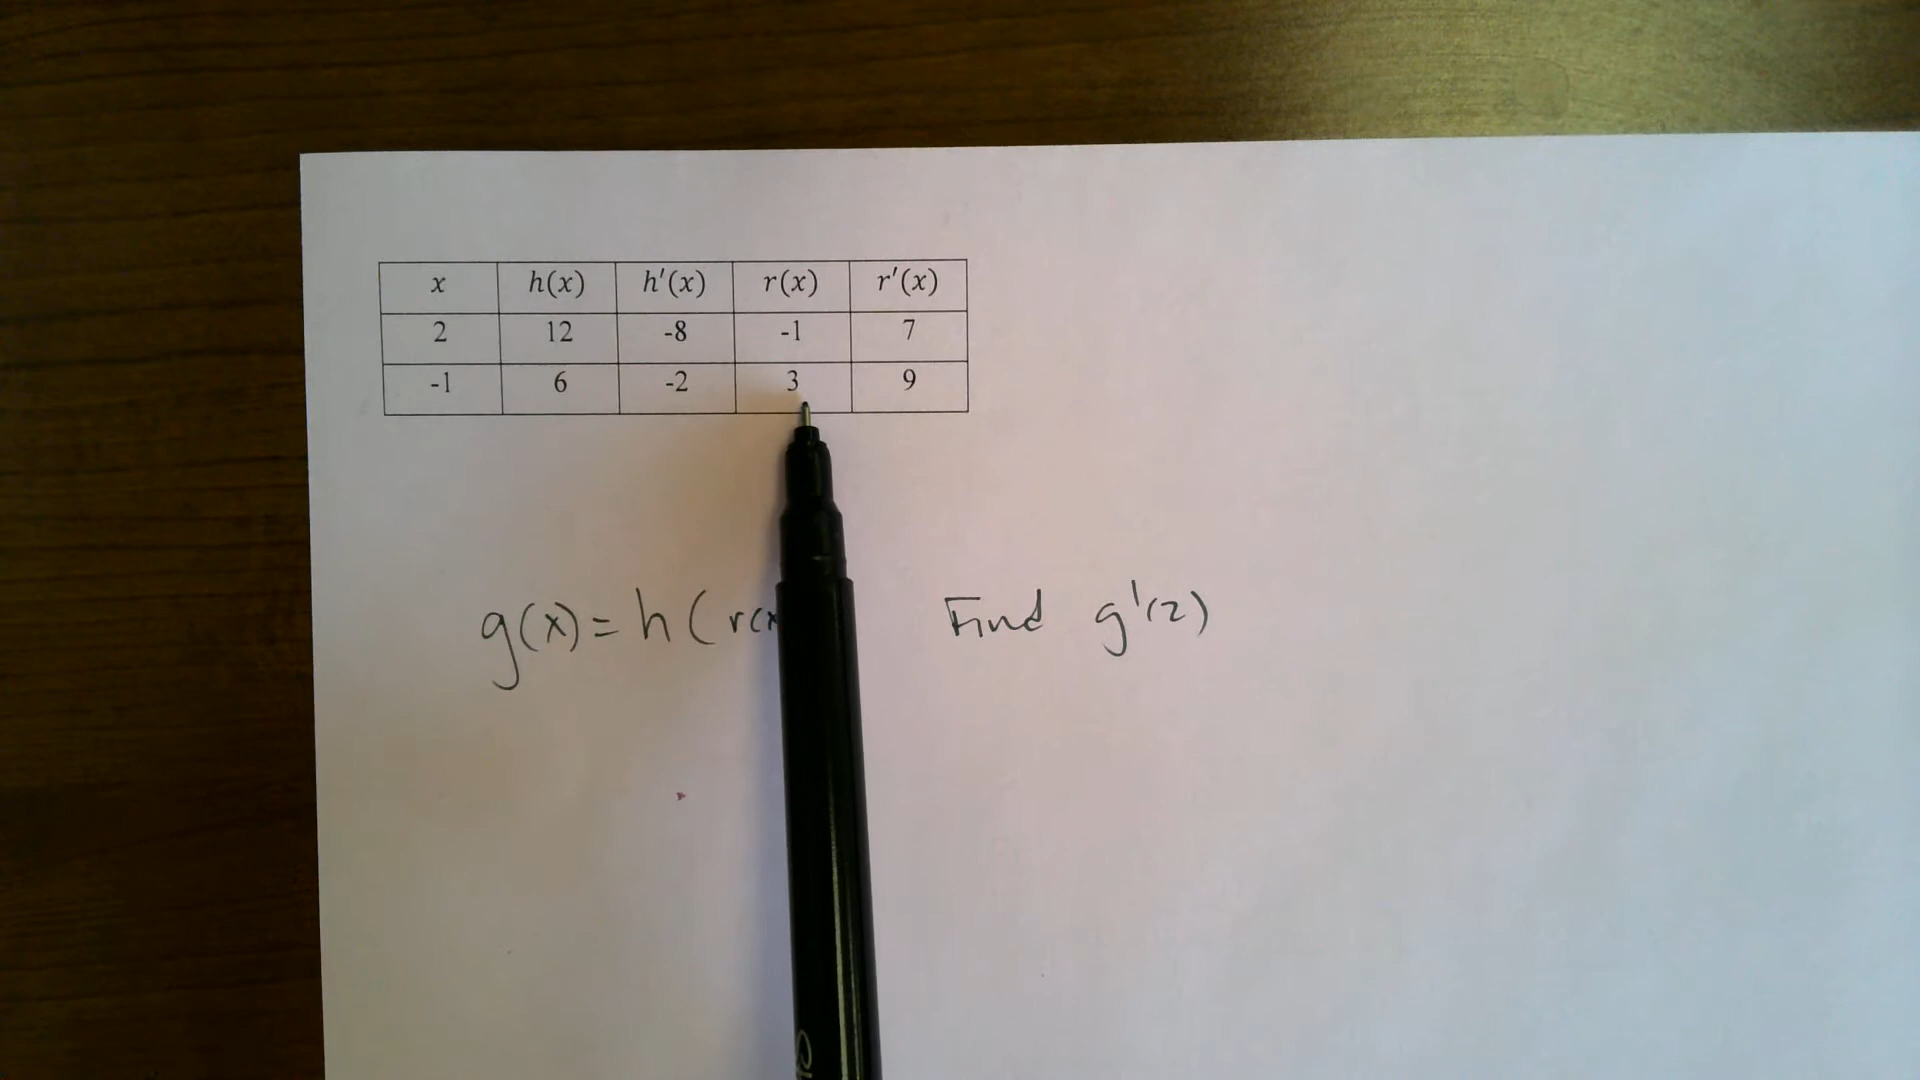 x h(x) h'(x) r(x) r'(x)
2 12 -8 -1 7
-1 6 -2 3 9
g(x) = h(r(x Find g'(2)